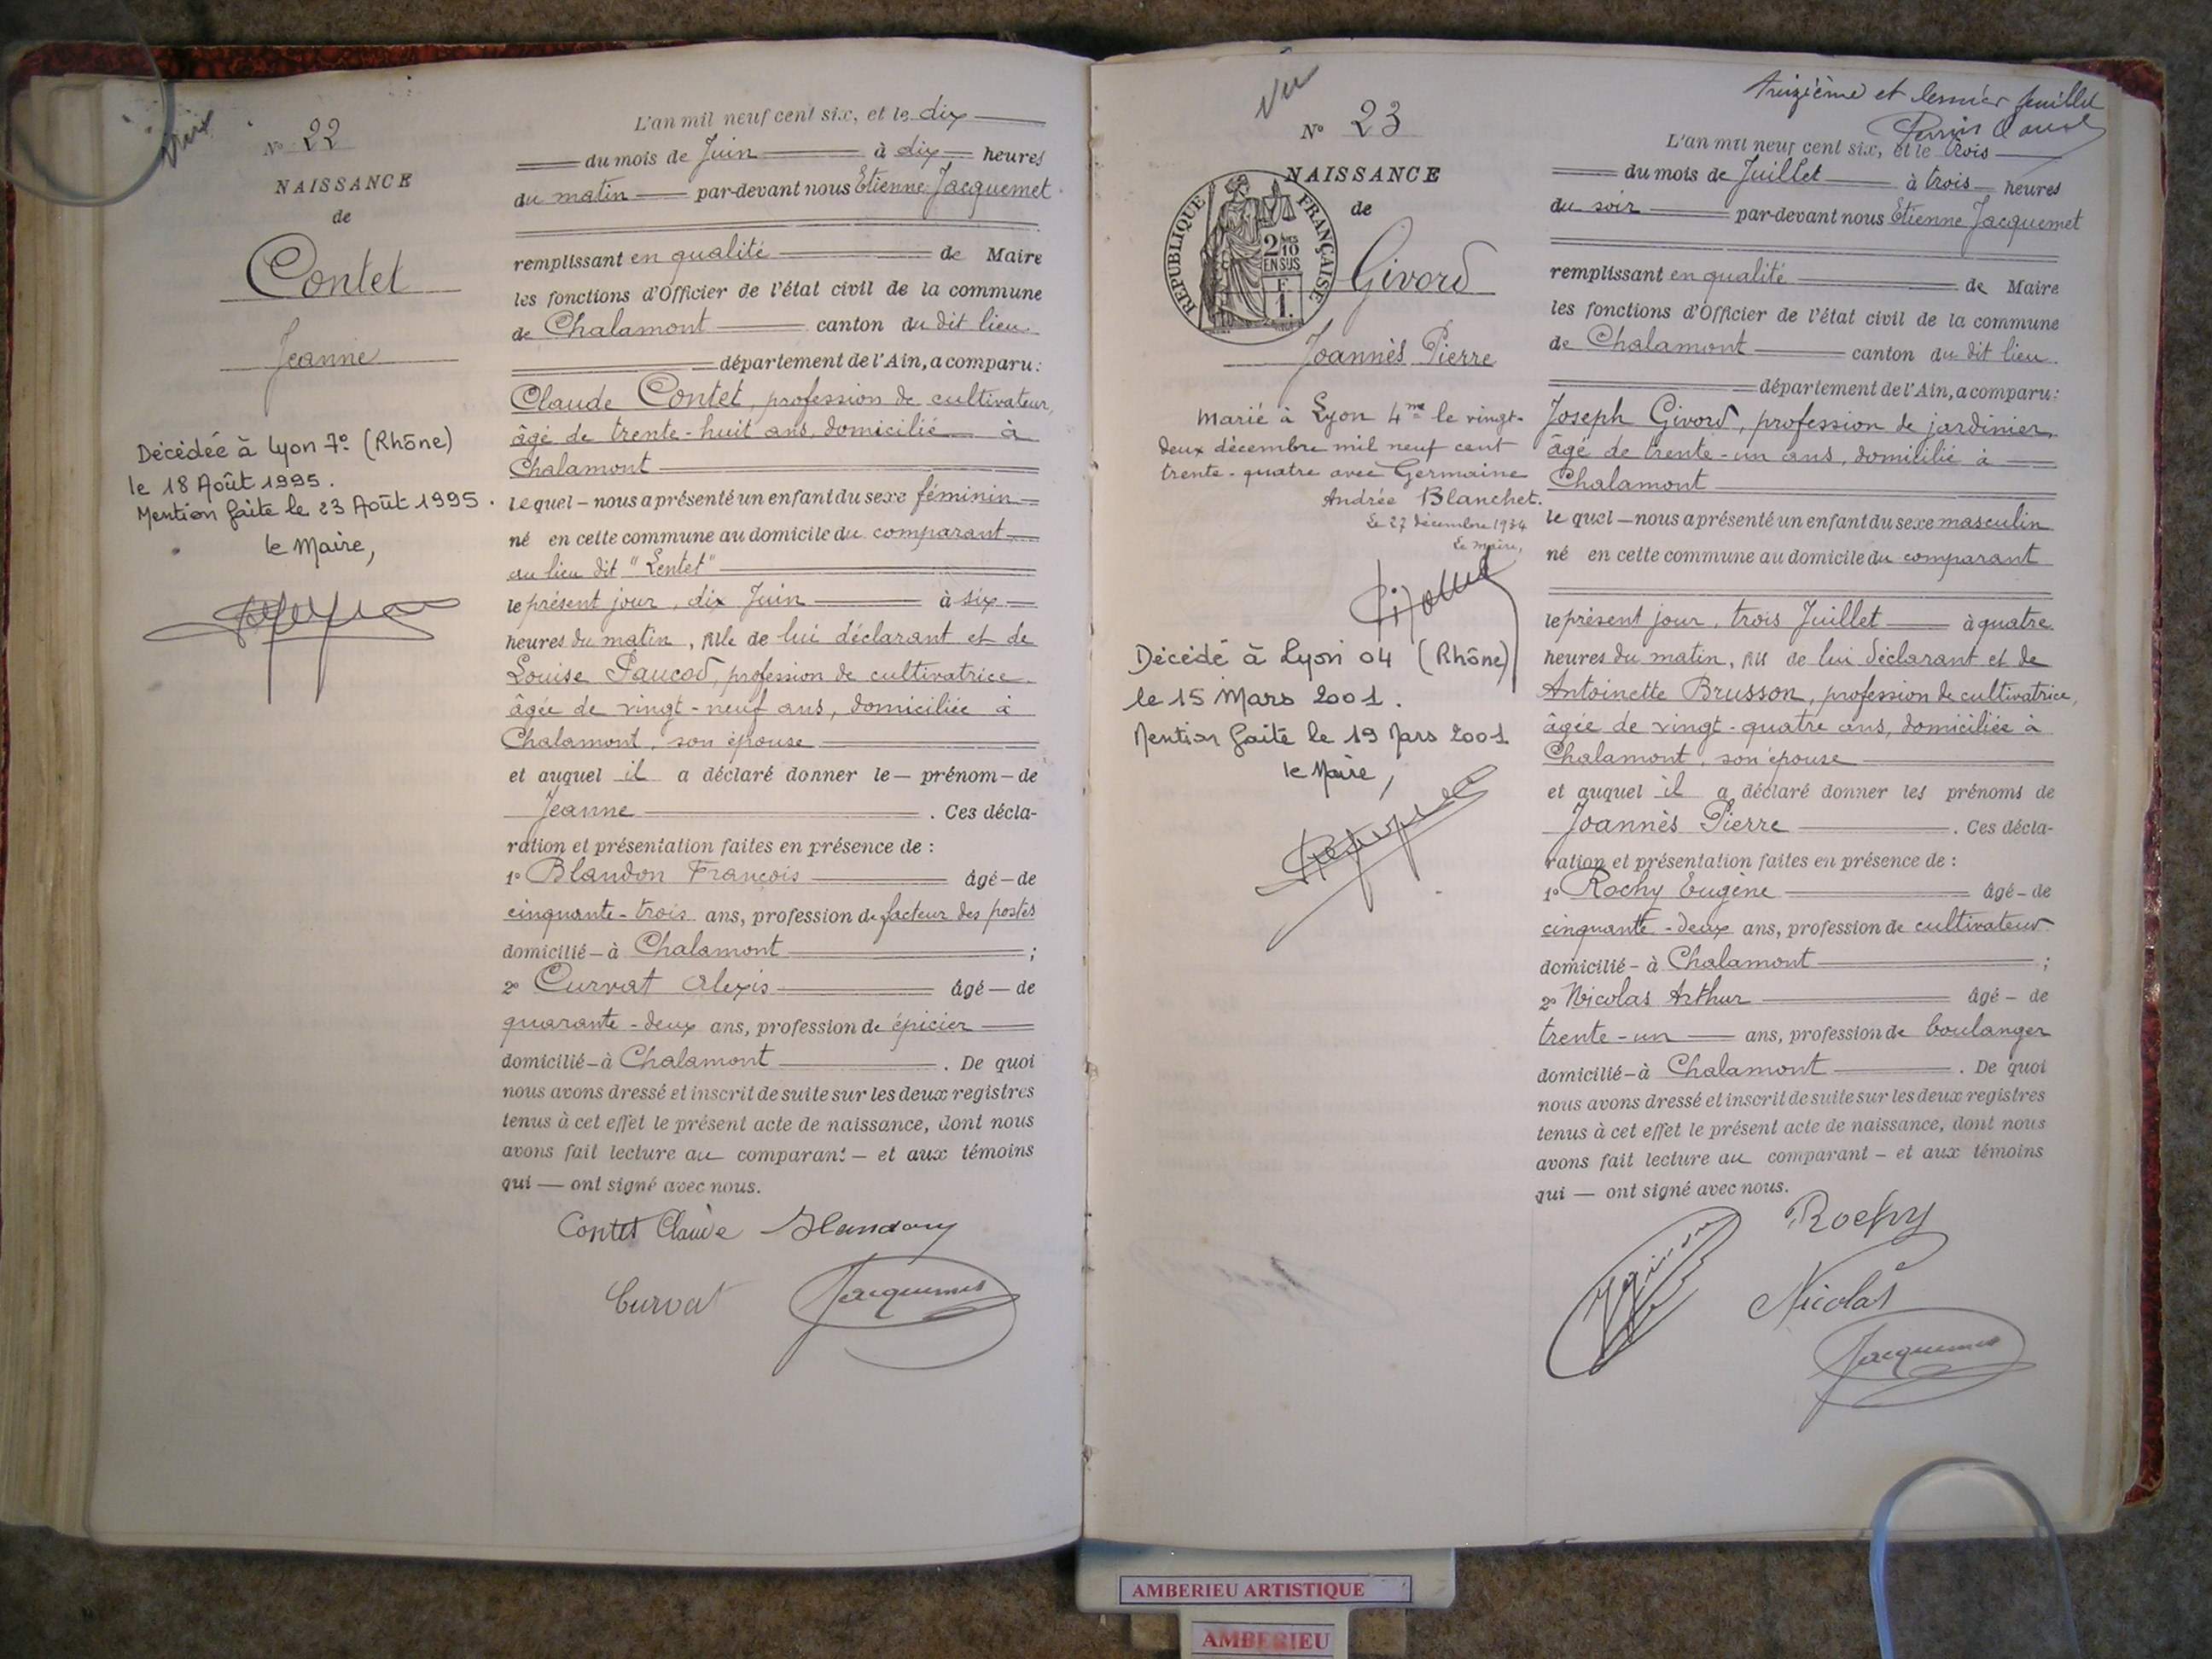 N° 22
NAISSANCE
de
Contet
Jeanne
Décédée à Lyon 7e (Rhône)
le 18 Août 1995.
Mention faite le 23 Août 1995.
le Maire,
L'an mil neuf cent six, et le dix
du mois de Juin à dix heures
du matin par-devant nous Etienne Jacquemet
remplissant en qualité de Maire
les fonctions d'Officier de l'état civil de la commune
de Chalamont canton du dit lieu
département de l'Ain, a comparu:
Claude Contet, profession de cultivateur,
âgé de trente-huit ans, domicilié à
Chalamont
lequel – nous a présenté un enfant du sexe féminin
né en cette commune au domicile du comparant
au lieu dit "Lentet"
le présent jour, dix Juin à six
heures du matin, fille de lui déclarant et de
Louise Paucod, profession de cultivatrice
âgée de vingt-neuf ans, domiciliée à
Chalamont, son épouse
et auquel il a déclaré donner le – prénom – de
Jeanne. Ces décla-
ration et présentation faites en présence de :
1° Blandon François âgé – de
cinquante-trois ans, profession de facteur des postes
domicilié – à Chalamont ;
2° Curvat Alexis âgé — de
quarante-deux ans, profession de épicier
domicilié – à Chalamont. De quoi
nous avons dressé et inscrit de suite sur les deux registres
tenus à cet effet le présent acte de naissance, dont nous
avons fait lecture au comparant – et aux témoins
qui — ont signé avec nous.
Contet Claude Blandon
Curvat Jacquemet
Vu
treizième et dernier feuillet
N° 23
NAISSANCE
de
REPUBLIQUE FRANÇAISE
2/10 EN SUS
F. 1.
Givord
Joannès Pierre
Marié à Lyon 4me le vingt-
deux décembre mil neuf cent
trente-quatre avec Germaine
Andrée Blanchet.
Le 27 décembre 1934
Le maire,
Décédé à Lyon 04 (Rhône)
le 15 Mars 2001.
Mention faite le 19 Mars 2001
le Maire,
L'an mil neuf cent six, et le trois
du mois de Juillet à trois heures
du soir par-devant nous Etienne Jacquemet
remplissant en qualité de Maire
les fonctions d'Officier de l'état civil de la commune
de Chalamont canton du dit lieu
département de l'Ain, a comparu:
Joseph Givord, profession de jardinier,
âgé de trente-un ans, domicilié à
Chalamont
lequel — nous a présenté un enfant du sexe masculin
né en cette commune au domicile du comparant
le présent jour, trois Juillet à quatre
heures du matin, fils de lui déclarant et de
Antoinette Brusson, profession de cultivatrice,
âgée de vingt-quatre ans, domiciliée à
Chalamont, son épouse
et auquel il a déclaré donner les prénoms de
Joannès Pierre. Ces décla-
ration et présentation faites en présence de :
1° Rochy Eugène âgé – de
cinquante-deux ans, profession de cultivateur
domicilié – à Chalamont ;
2° Nicolas Arthur âgé – de
trente-un ans, profession de boulanger
domicilié – à Chalamont. De quoi
nous avons dressé et inscrit de suite sur les deux registres
tenus à cet effet le présent acte de naissance, dont nous
avons fait lecture au comparant – et aux témoins
qui — ont signé avec nous.
Rochy
Nicolas
Jacquemet
AMBERIEU ARTISTIQUE
AMBERIEU